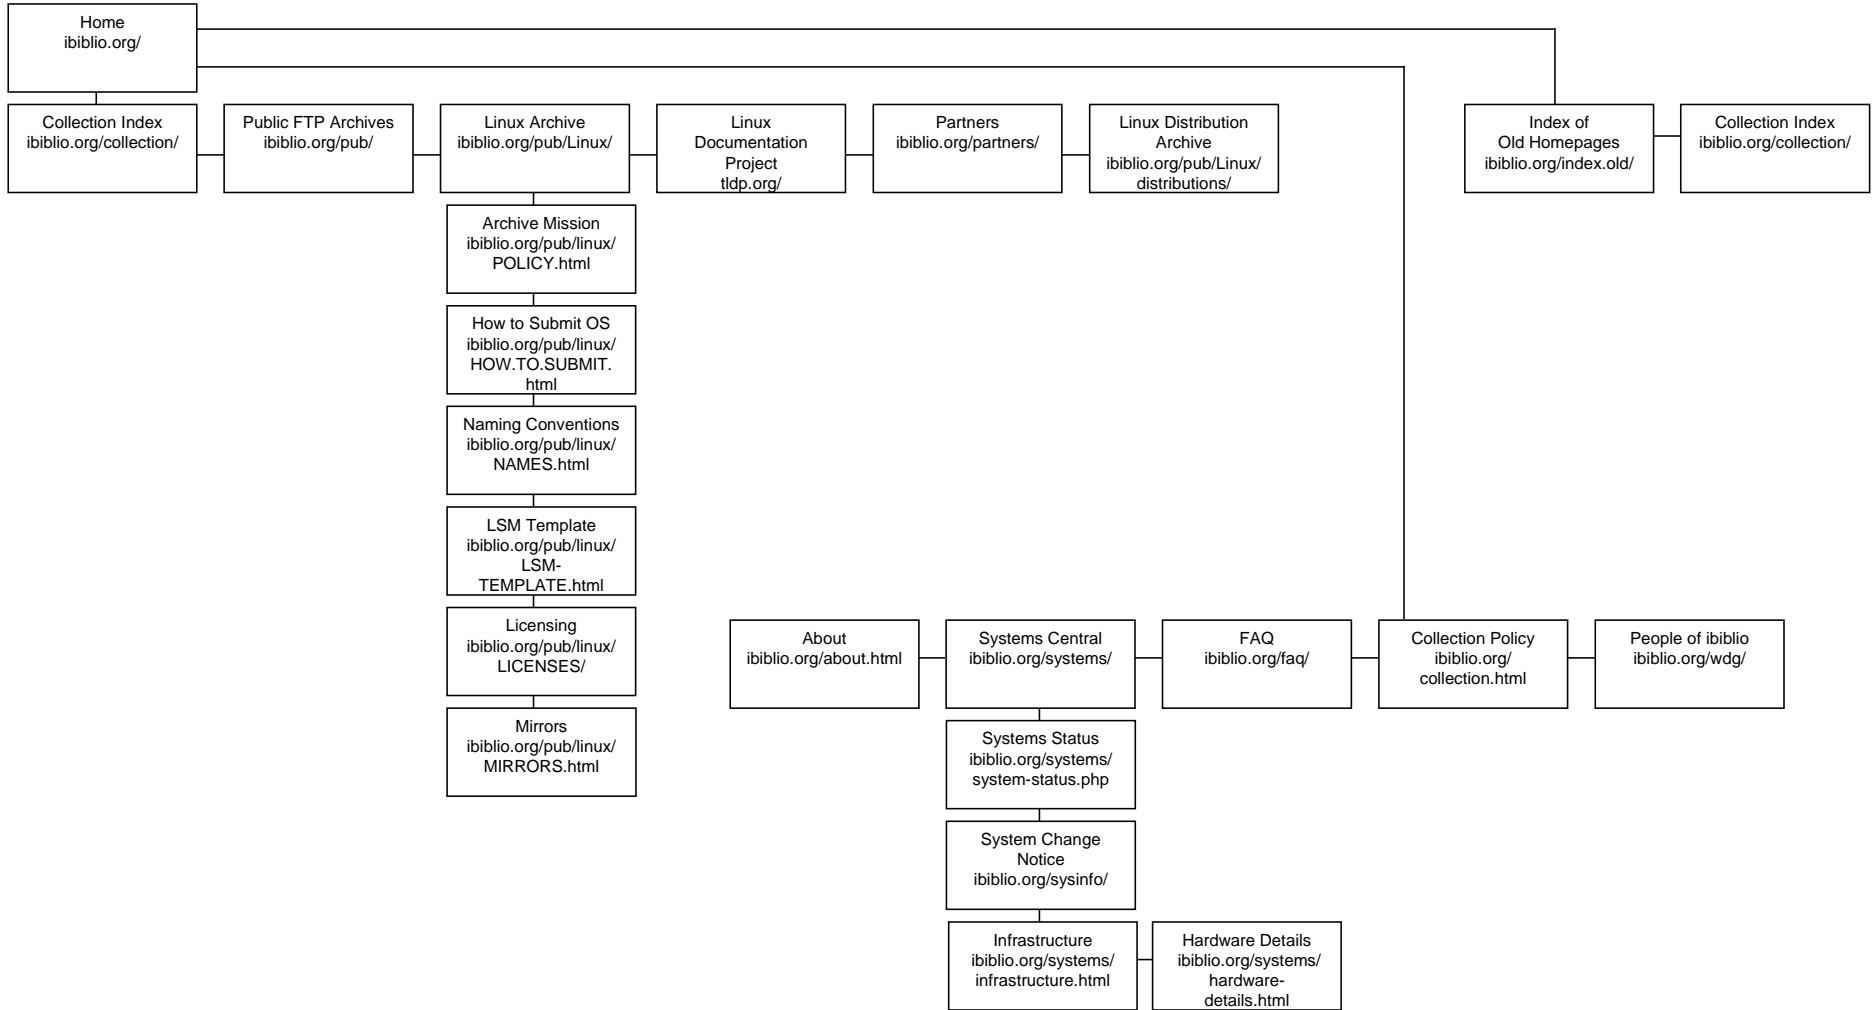 Home
ibiblio.org/
Collection Index
ibiblio.org/collection/
Public FTP Archives
ibiblio.org/pub/
Linux Archive
ibiblio.org/pub/Linux/
Linux
Documentation
Project
tldp.org/
Partners
ibiblio.org/partners/
Linux Distribution
Archive
ibiblio.org/pub/Linux/
distributions/
Index of
Old Homepages
ibiblio.org/index.old/
Collection Index
ibiblio.org/collection/
Archive Mission
ibiblio.org/pub/linux/
POLICY.html
How to Submit OS
ibiblio.org/pub/linux/
HOW.TO.SUBMIT.
html
Naming Conventions
ibiblio.org/pub/linux/
NAMES.html
LSM Template
ibiblio.org/pub/linux/
LSM-
TEMPLATE.html
Licensing
ibiblio.org/pub/linux/
LICENSES/
Mirrors
ibiblio.org/pub/linux/
MIRRORS.html
About
ibiblio.org/about.html
Systems Central
ibiblio.org/systems/
FAQ
ibiblio.org/faq/
Collection Policy
ibiblio.org/
collection.html
People of ibiblio
ibiblio.org/wdg/
Systems Status
ibiblio.org/systems/
system-status.php
System Change
Notice
ibiblio.org/sysinfo/
Infrastructure
ibiblio.org/systems/
infrastructure.html
Hardware Details
ibiblio.org/systems/
hardware-
details.html